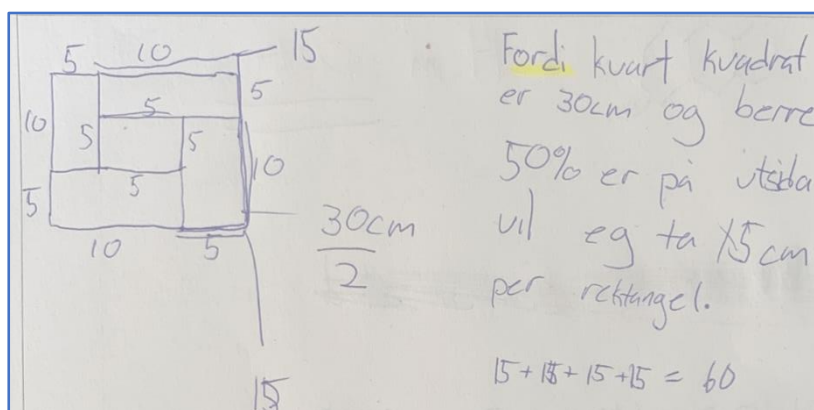 5 10 15
5
10 5
5 5
10
5
5
10 5
30cm
2
15
Fordi kvart kvadrat
er 30cm og berre
50% er på utsida
vil eg ta 15cm
per rektangel.
15 + 15 + 15 + 15 = 60